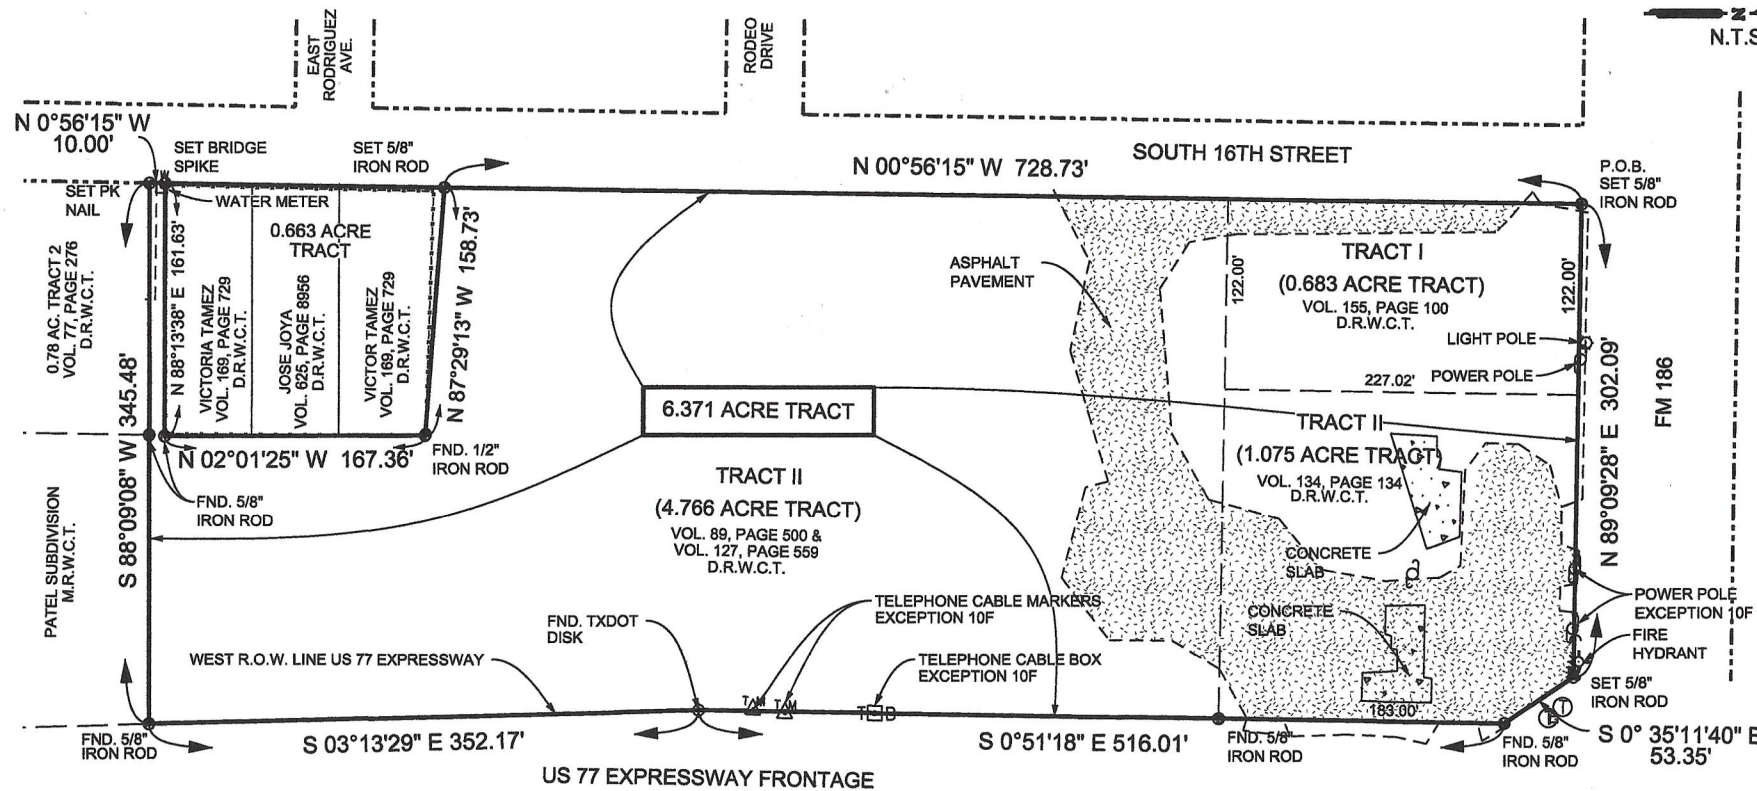 N
N.T.S
EAST
RODRIGUEZ
AVE.
RODEO
DRIVE
N 0°56'15" W
10.00'
SET BRIDGE
SPIKE
SET 5/8"
IRON ROD
N 00°56'15" W 728.73'
SOUTH 16TH STREET
P.O.B.
SET 5/8"
IRON ROD
SET PK
NAIL
WATER METER
0.663 ACRE
TRACT
0.78 AC. TRACT 2
VOL. 77, PAGE 276
D.R.W.C.T.
N 88°13'38" E 161.63'
VICTORIA TAMEZ
VOL. 169, PAGE 729
D.R.W.C.T.
JOSE JOYA
VOL. 625, PAGE 8956
D.R.W.C.T.
VICTOR TAMEZ
VOL. 169, PAGE 729
D.R.W.C.T.
N 87°29'13" W 158.73'
ASPHALT
PAVEMENT
122.00'
TRACT I
(0.683 ACRE TRACT)
VOL. 155, PAGE 100
D.R.W.C.T.
122.00'
LIGHT POLE
POWER POLE
227.02'
FM 186
N 89°09'28" E 302.09'
6.371 ACRE TRACT
TRACT II
(1.075 ACRE TRACT)
VOL. 134, PAGE 134
D.R.W.C.T.
N 02°01'25" W 167.36'
FND. 1/2"
IRON ROD
FND. 5/8"
IRON ROD
S 88°09'08" W 345.48'
PATEL SUBDIVISION
M.R.W.C.T.
TRACT II
(4.766 ACRE TRACT)
VOL. 89, PAGE 500 &
VOL. 127, PAGE 559
D.R.W.C.T.
CONCRETE
SLAB
CONCRETE
SLAB
TELEPHONE CABLE MARKERS
EXCEPTION 10F
FND. TXDOT
DISK
TELEPHONE CABLE BOX
EXCEPTION 10F
WEST R.O.W. LINE US 77 EXPRESSWAY
POWER POLE
EXCEPTION 10F
FIRE
HYDRANT
SET 5/8"
IRON ROD
T M
T M
T B
183.00'
T
FND. 5/8"
IRON ROD
S 03°13'29" E 352.17'
S 0°51'18" E 516.01'
FND. 5/8"
IRON ROD
FND. 5/8"
IRON ROD
S 0° 35'11'40" E
53.35'
US 77 EXPRESSWAY FRONTAGE